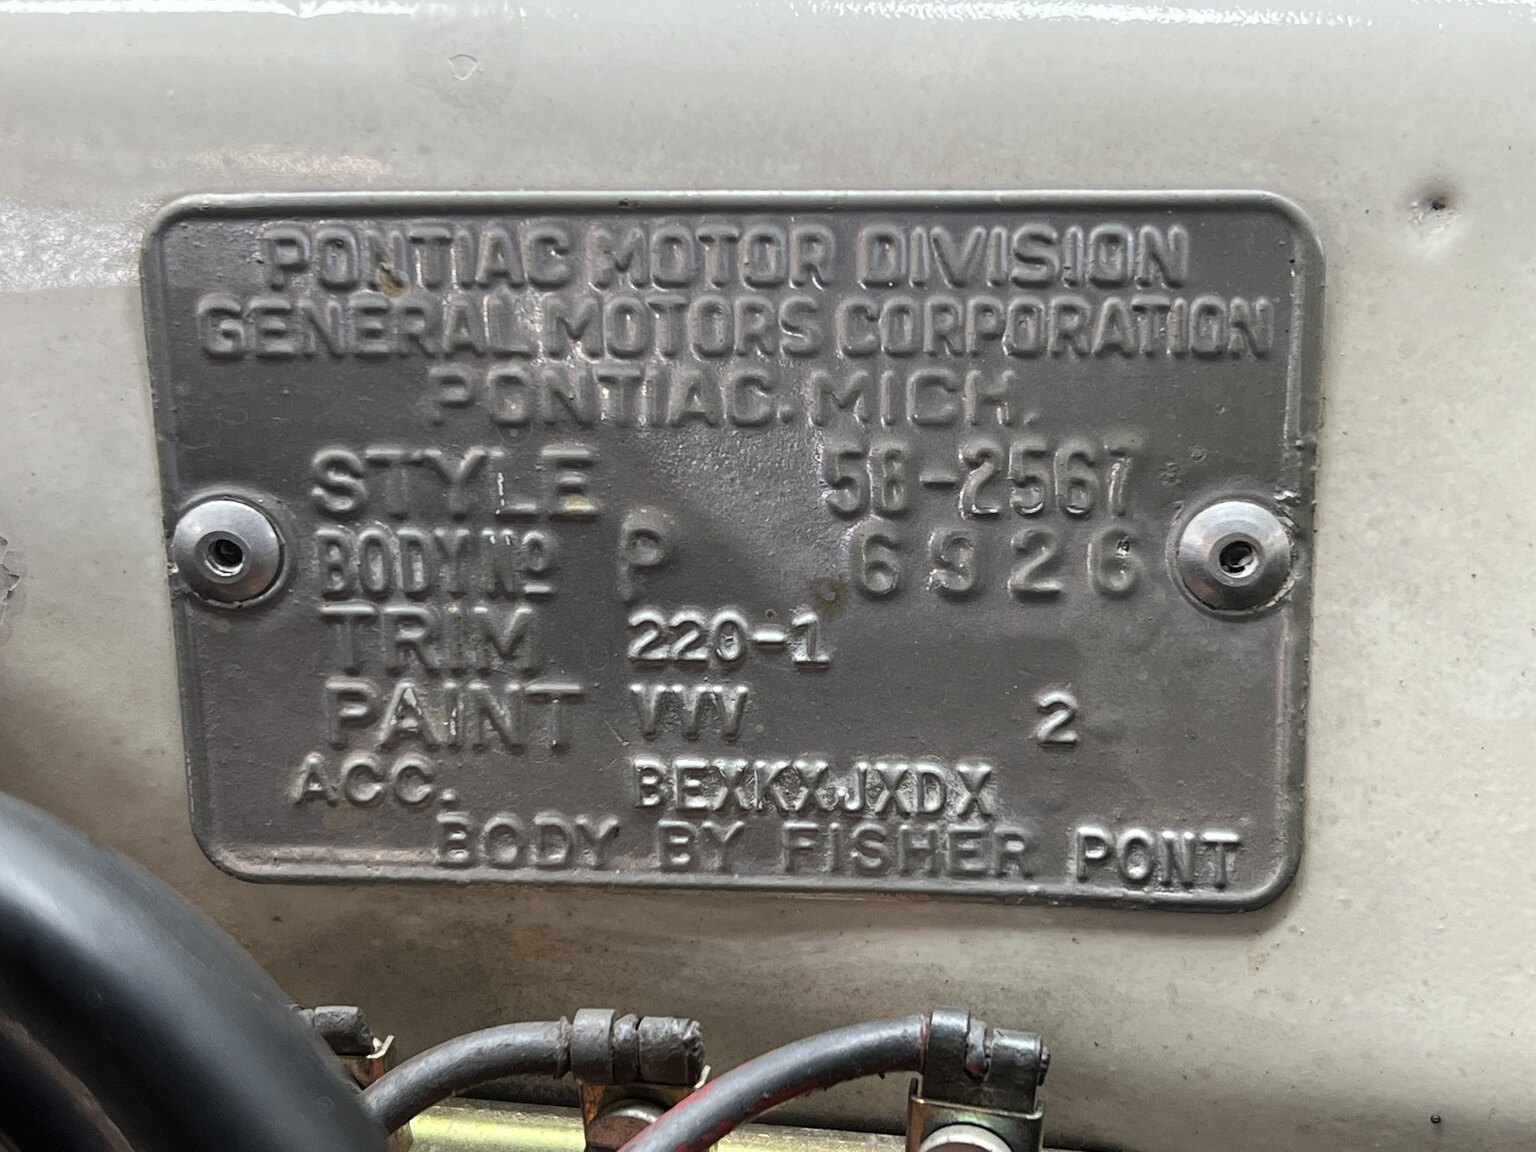 PONTIAC MOTOR DIVISION
GENERAL MOTORS CORPORATION
PONTIAC. MICH.
STYLE 58-2567
BODY Nº P 6926
TRIM 220-1
PAINT VVV 2
ACC. BEXKXJXDX
BODY BY FISHER PONT